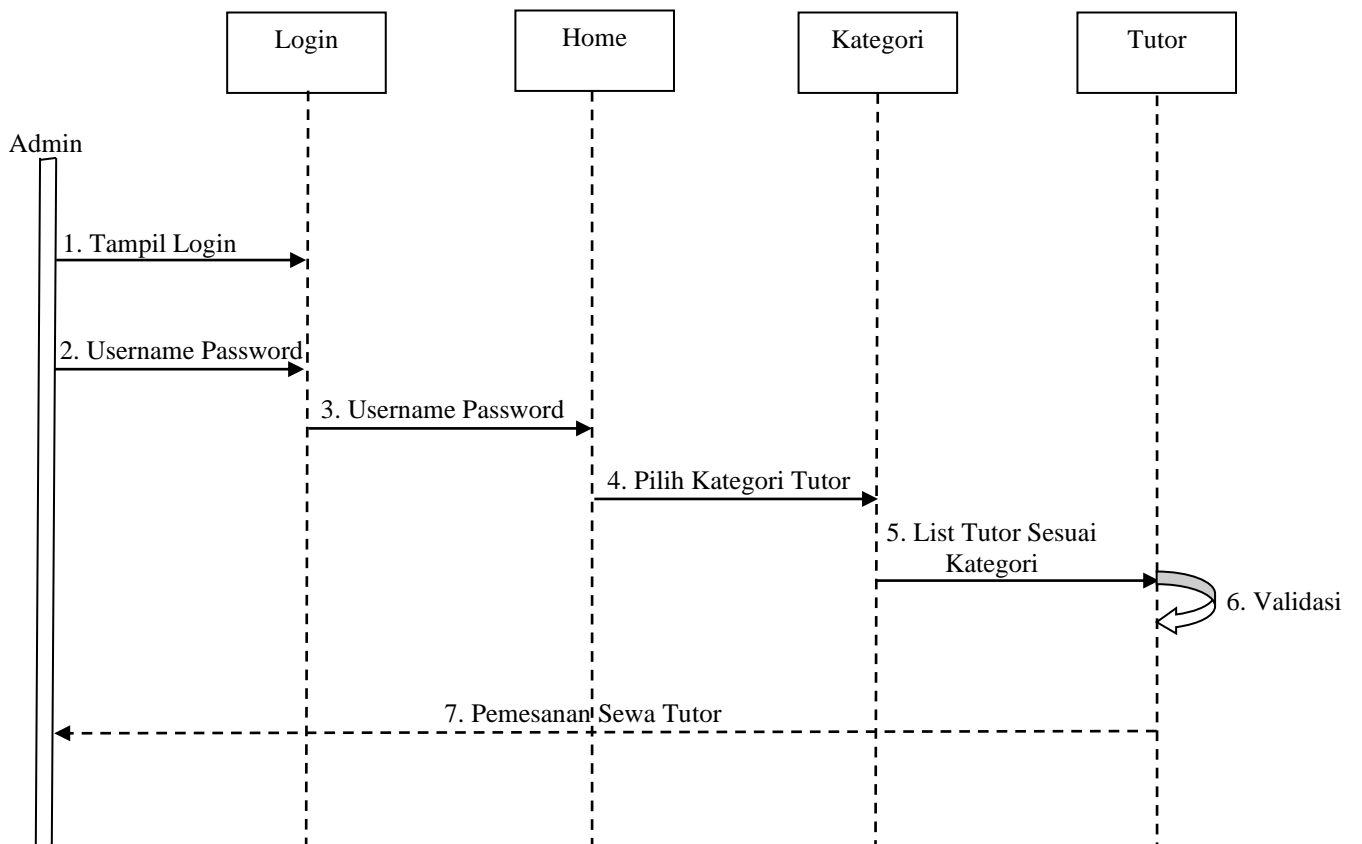 Login
Home
Kategori
Tutor
Admin
1. Tampil Login
2. Username Password
3. Username Password
4. Pilih Kategori Tutor
5. List Tutor Sesuai
Kategori
6. Validasi
7. Pemesanan Sewa Tutor